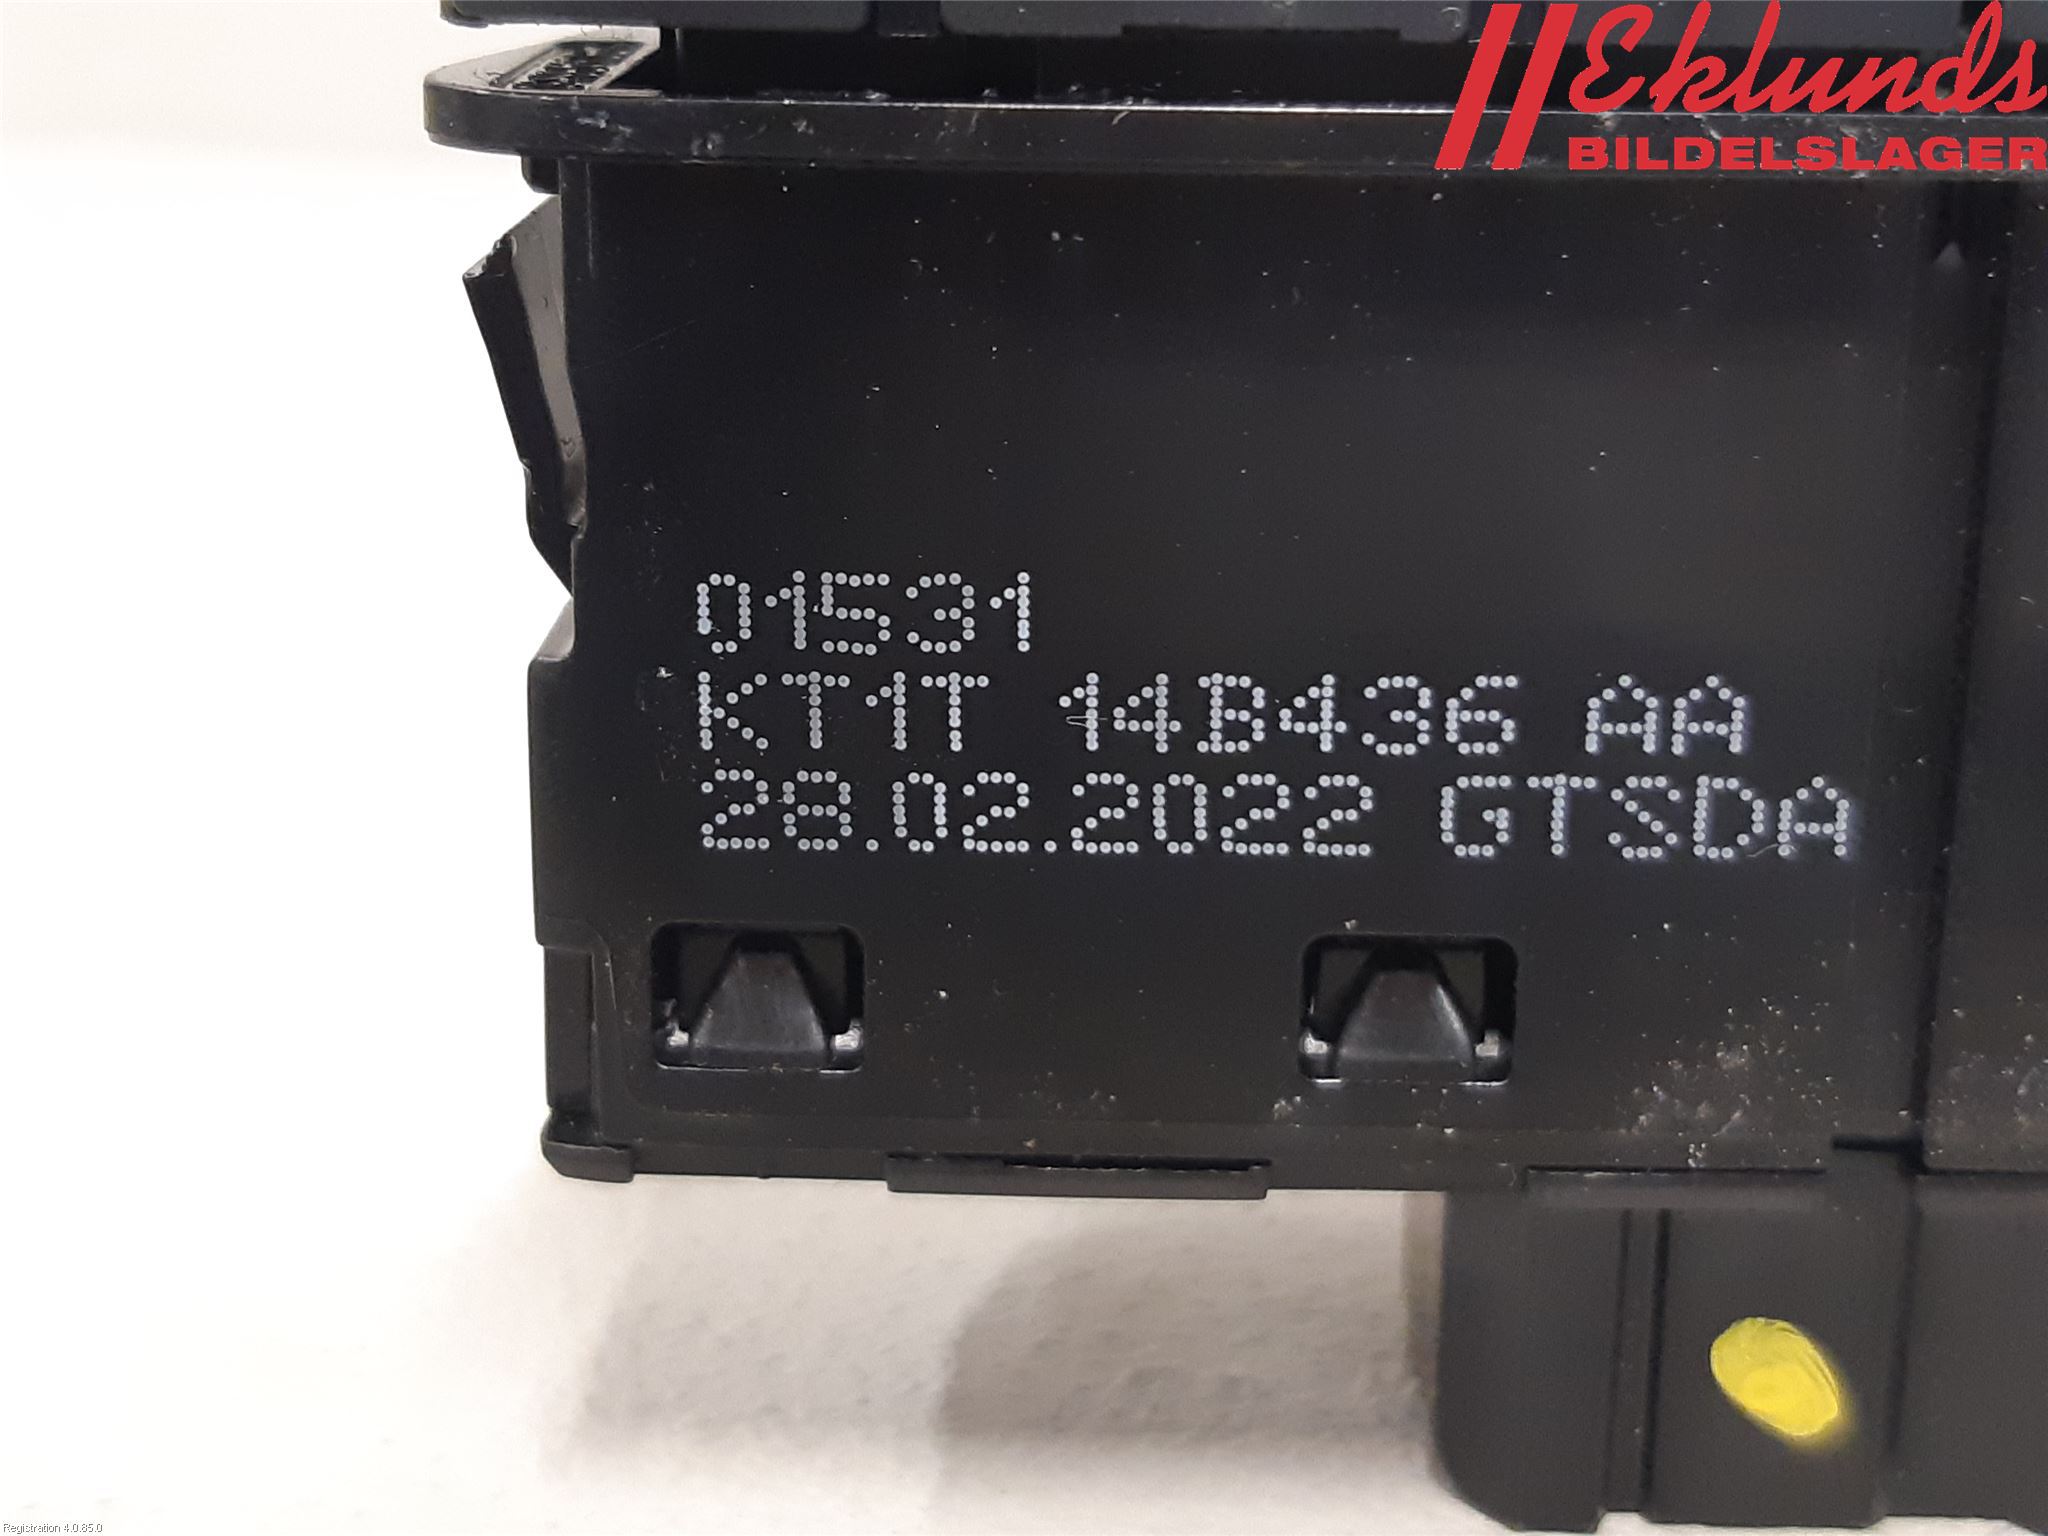 Eklunds
BILDELSLAGER
01531
KT1T 14B436 AA
28.02.2022 GTSDA
Registration 4.0.85.0